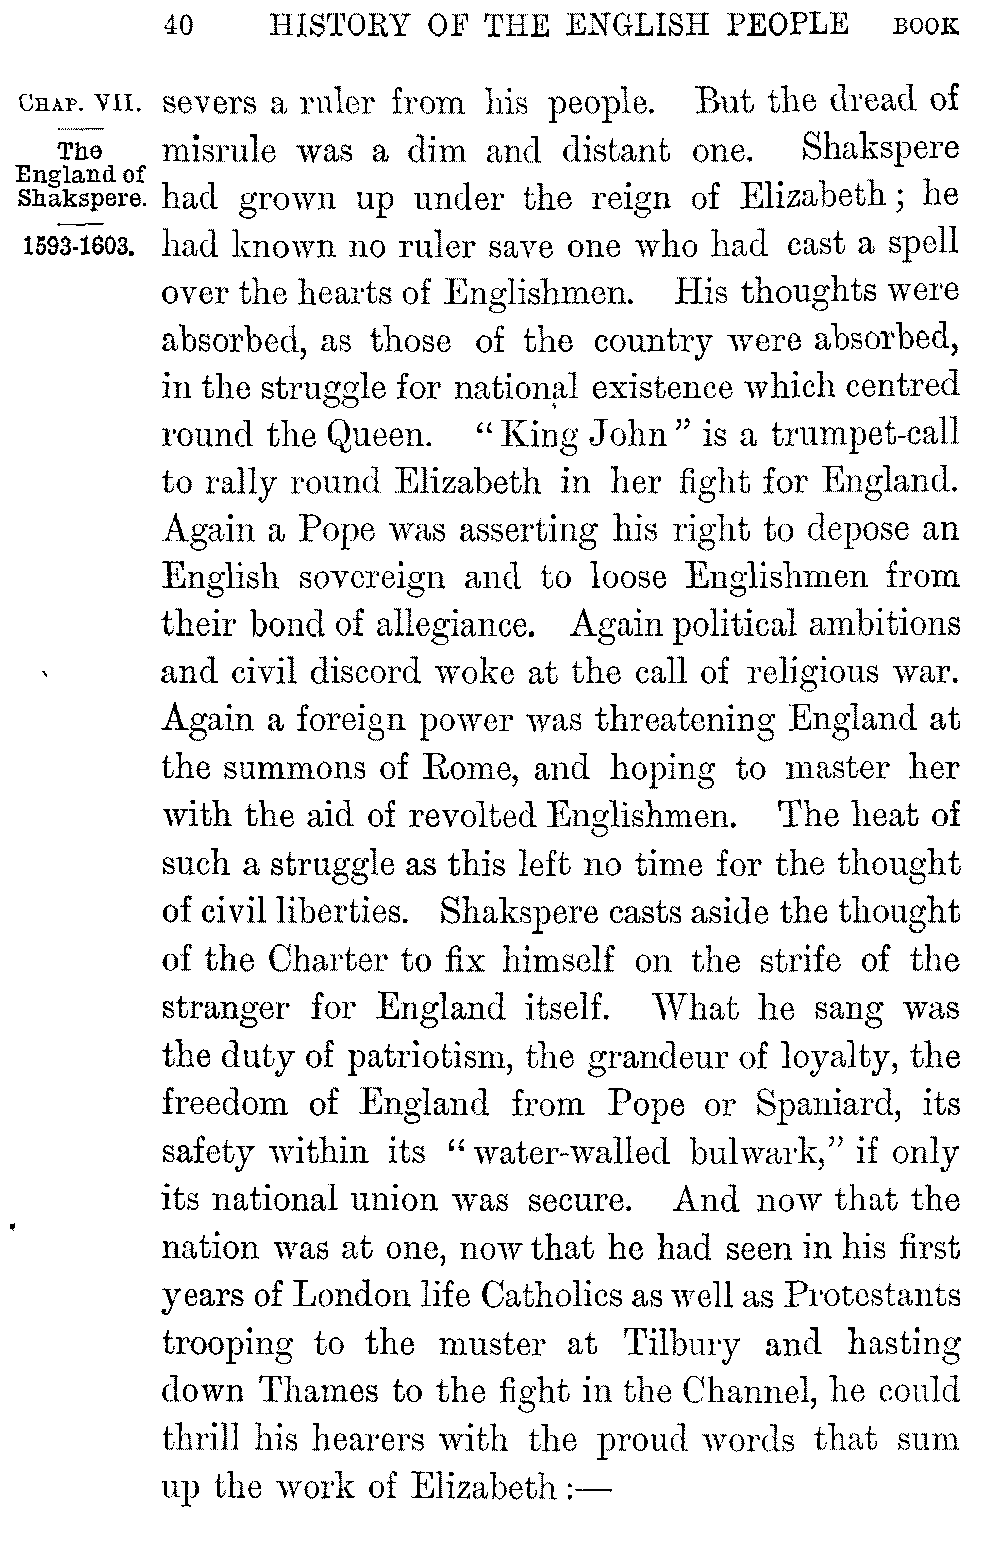 40 HISTORY OF THE ENGLISH PEOPLE BOOK
CHAP. VII.
The
England of
Shakspere.
1593-1603.
severs a ruler from his people. But the dread of
misrule was a dim and distant one. Shakspere
had grown up under the reign of Elizabeth; he
had known no ruler save one who had cast a spell
over the hearts of Englishmen. His thoughts were
absorbed, as those of the country were absorbed,
in the struggle for national existence which centred
round the Queen. "King John" is a trumpet-call
to rally round Elizabeth in her fight for England.
Again a Pope was asserting his right to depose an
English sovereign and to loose Englishmen from
their bond of allegiance. Again political ambitions
and civil discord woke at the call of religious war.
Again a foreign power was threatening England at
the summons of Rome, and hoping to master her
with the aid of revolted Englishmen. The heat of
such a struggle as this left no time for the thought
of civil liberties. Shakspere casts aside the thought
of the Charter to fix himself on the strife of the
stranger for England itself. What he sang was
the duty of patriotism, the grandeur of loyalty, the
freedom of England from Pope or Spaniard, its
safety within its "water-walled bulwark," if only
its national union was secure. And now that the
nation was at one, now that he had seen in his first
years of London life Catholics as well as Protestants
trooping to the muster at Tilbury and hasting
down Thames to the fight in the Channel, he could
thrill his hearers with the proud words that sum
up the work of Elizabeth:—